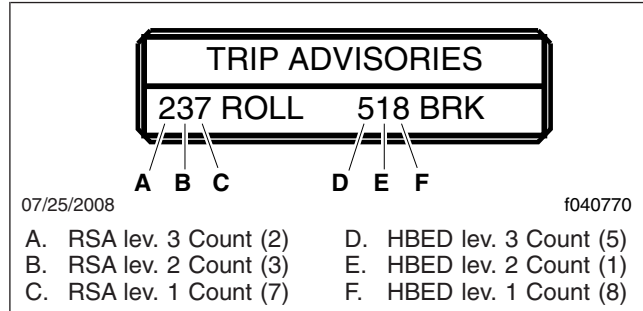 TRIP ADVISORIES
237 ROLL 518 BRK
A B C D E F
07/25/2008 f040770
A. RSA lev. 3 Count (2) D. HBED lev. 3 Count (5)
B. RSA lev. 2 Count (3) E. HBED lev. 2 Count (1)
C. RSA lev. 1 Count (7) F. HBED lev. 1 Count (8)